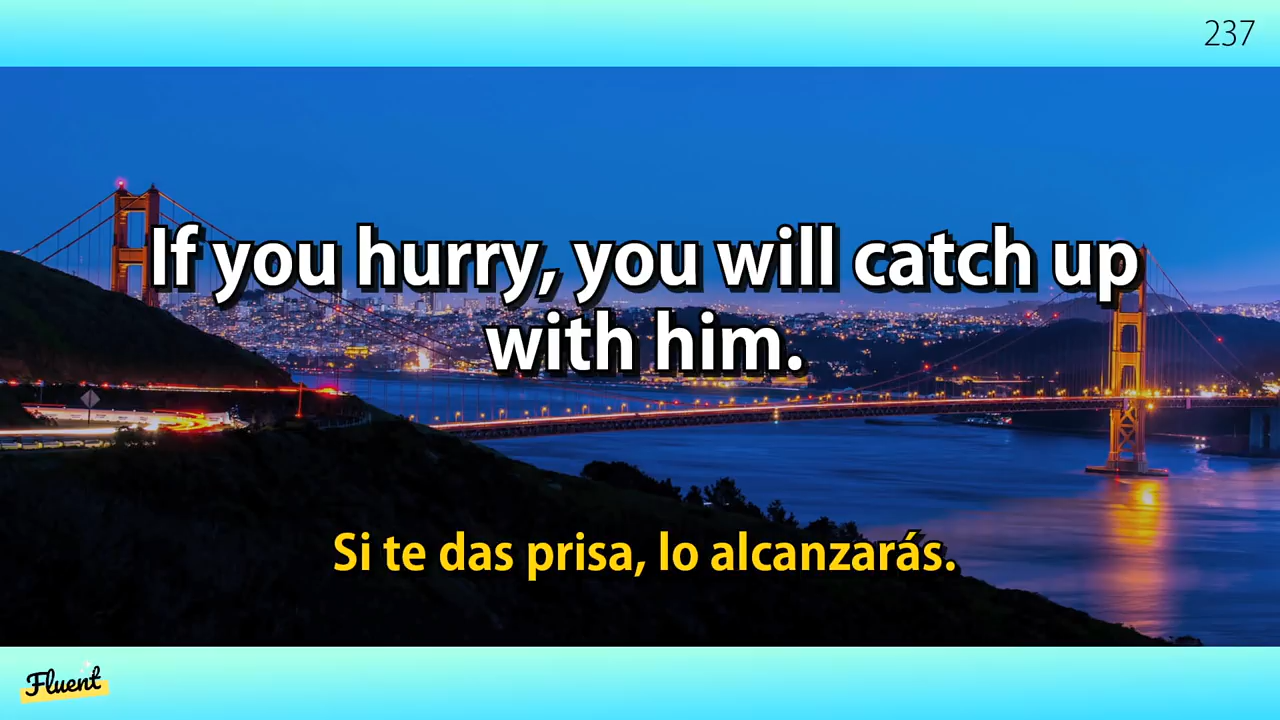 237
If you hurry, you will catch up
with him.
Si te das prisa, lo alcanzarás.
Fluent